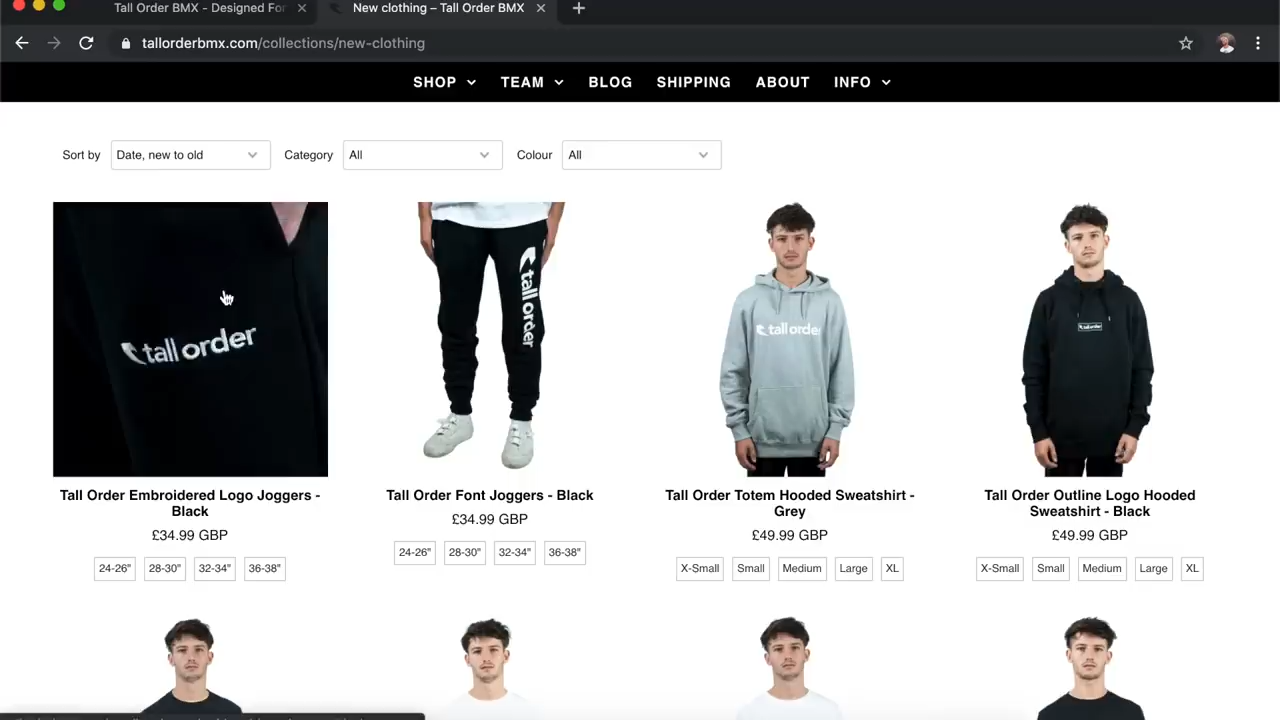 Tall Order BMX - Designed For
New clothing – Tall Order BMX
tallorderbmx.com/collections/new-clothing
SHOP
TEAM
BLOG
SHIPPING
ABOUT
INFO
Sort by
Date, new to old
Category
All
Colour
All
tall order
tall order
tall order
tall order
Tall Order Embroidered Logo Joggers -
Black
£34.99 GBP
24-26"
28-30"
32-34"
36-38"
Tall Order Font Joggers - Black
£34.99 GBP
24-26"
28-30"
32-34"
36-38"
Tall Order Totem Hooded Sweatshirt -
Grey
£49.99 GBP
X-Small
Small
Medium
Large
XL
Tall Order Outline Logo Hooded
Sweatshirt - Black
£49.99 GBP
X-Small
Small
Medium
Large
XL